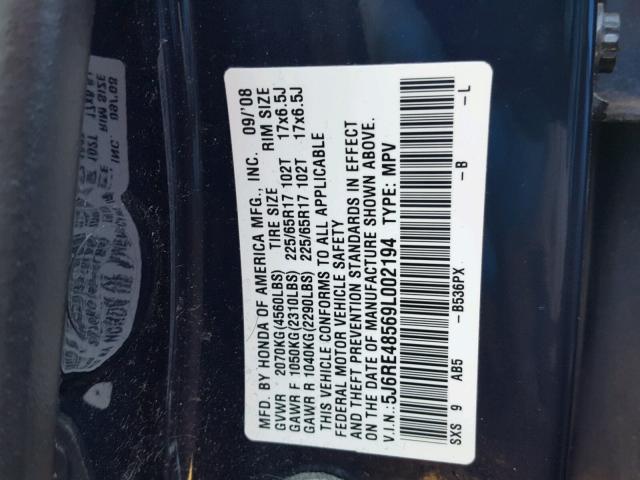 MFD. BY HONDA OF AMERICA MFG., INC. 09/'08
TIRE SIZE RIM SIZE
GVWR 2070KG(4560LBS)
GAWR F 1050KG(2310LBS) 225/65R17 102T 17x6.5J
GAWR R 1040KG(2290LBS) 225/65R17 102T 17x6.5J
THIS VEHICLE CONFORMS TO ALL APPLICABLE
FEDERAL MOTOR VEHICLE SAFETY
AND THEFT PREVENTION STANDARDS IN EFFECT
ON THE DATE OF MANUFACTURE SHOWN ABOVE.
V.I.N.:5J6RE48569L002194 TYPE: MPV
SXS 9 AB5 -B536PX -B -L